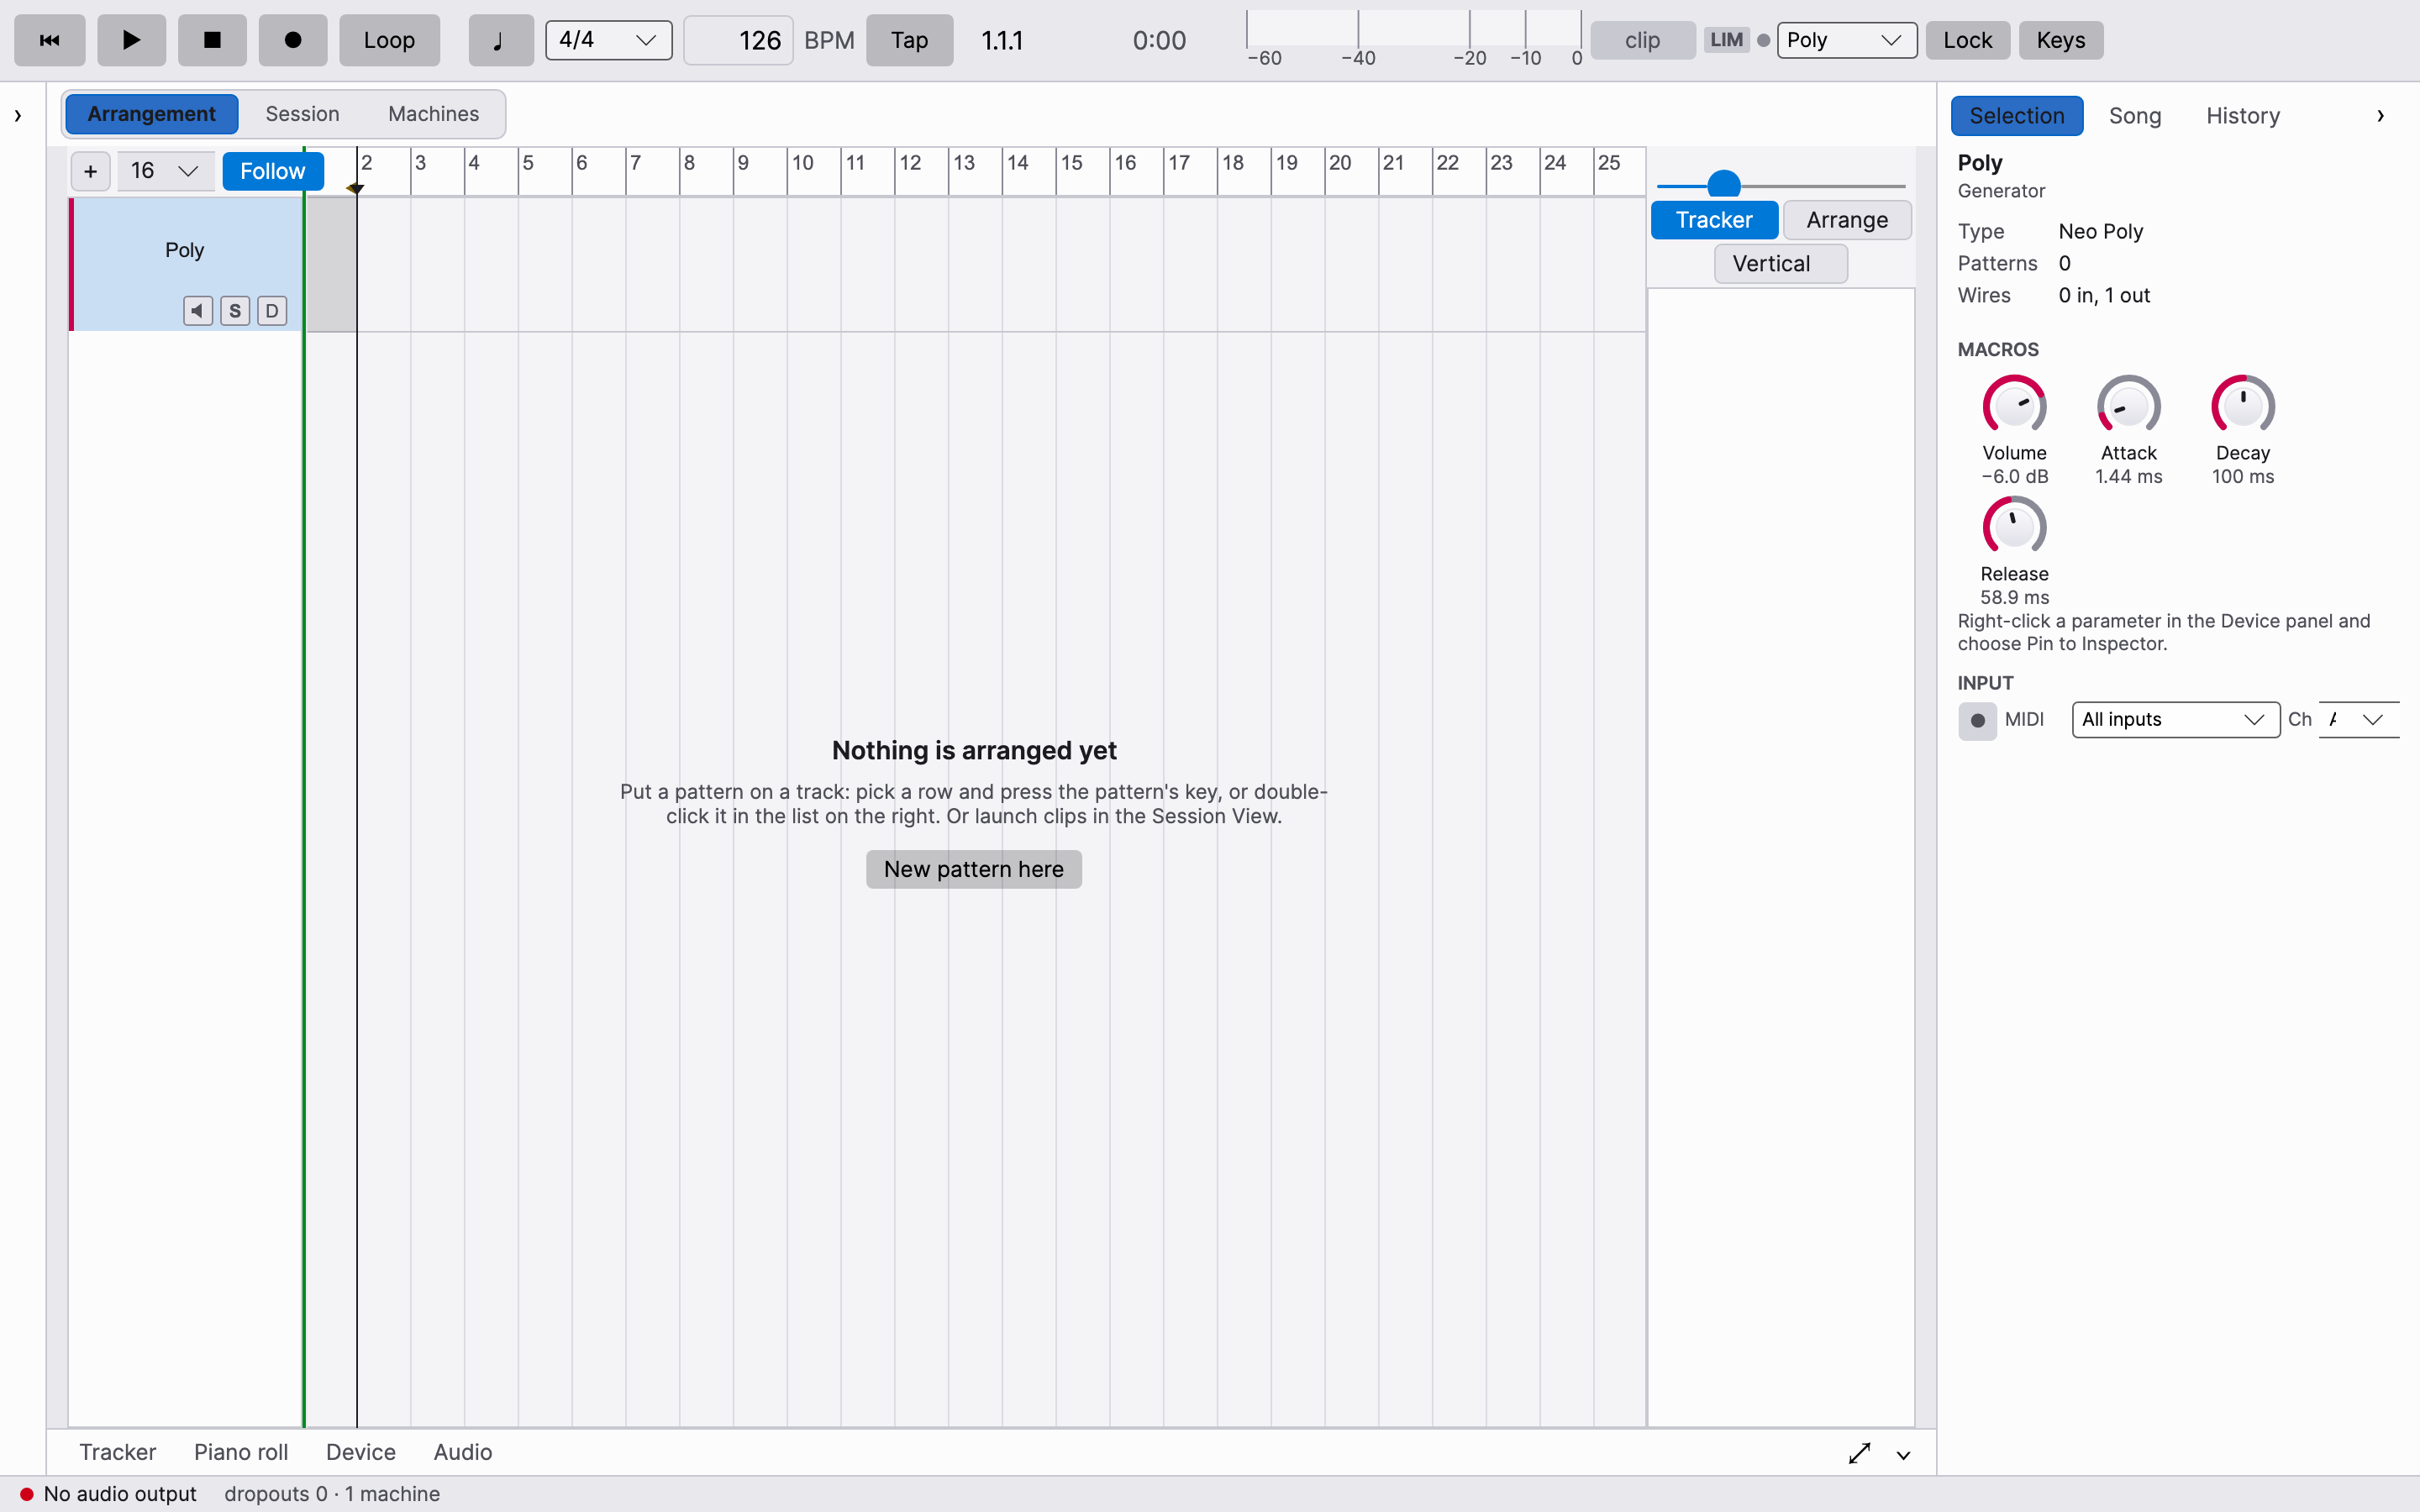 Loop
4/4
126 BPM
Tap
1.1.1
0:00
−60 −40 −20 −10 0
clip
LIM
Poly
Lock
Keys
Arrangement
Session
Machines
Selection
Song
History
+
16
Follow
2 3 4 5 6 7 8 9 10 11 12 13 14 15 16 17 18 19 20 21 22 23 24 25
Poly
S
D
Tracker
Arrange
Vertical
Nothing is arranged yet
Put a pattern on a track: pick a row and press the pattern's key, or double-
click it in the list on the right. Or launch clips in the Session View.
New pattern here
Poly
Generator
Type Neo Poly
Patterns 0
Wires 0 in, 1 out
MACROS
Volume Attack Decay
−6.0 dB 1.44 ms 100 ms
Release
58.9 ms
Right-click a parameter in the Device panel and
choose Pin to Inspector.
INPUT
MIDI All inputs Ch
Tracker
Piano roll
Device
Audio
No audio output
dropouts 0 · 1 machine